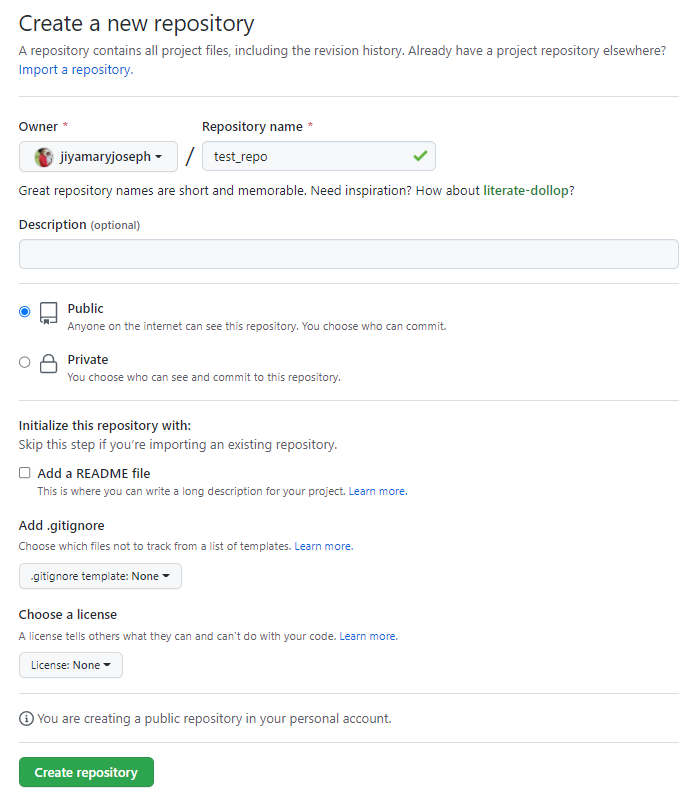 Create a new repository
A repository contains all project files, including the revision history. Already have a project repository elsewhere?
Import a repository.
Owner *
Repository name *
jiyamaryjoseph
/
test_repo
Great repository names are short and memorable. Need inspiration? How about literate-dollop?
Description (optional)
Public
Anyone on the internet can see this repository. You choose who can commit.
Private
You choose who can see and commit to this repository.
Initialize this repository with:
Skip this step if you're importing an existing repository.
Add a README file
This is where you can write a long description for your project. Learn more.
Add .gitignore
Choose which files not to track from a list of templates. Learn more.
.gitignore template: None
Choose a license
A license tells others what they can and can't do with your code. Learn more.
License: None
You are creating a public repository in your personal account.
Create repository